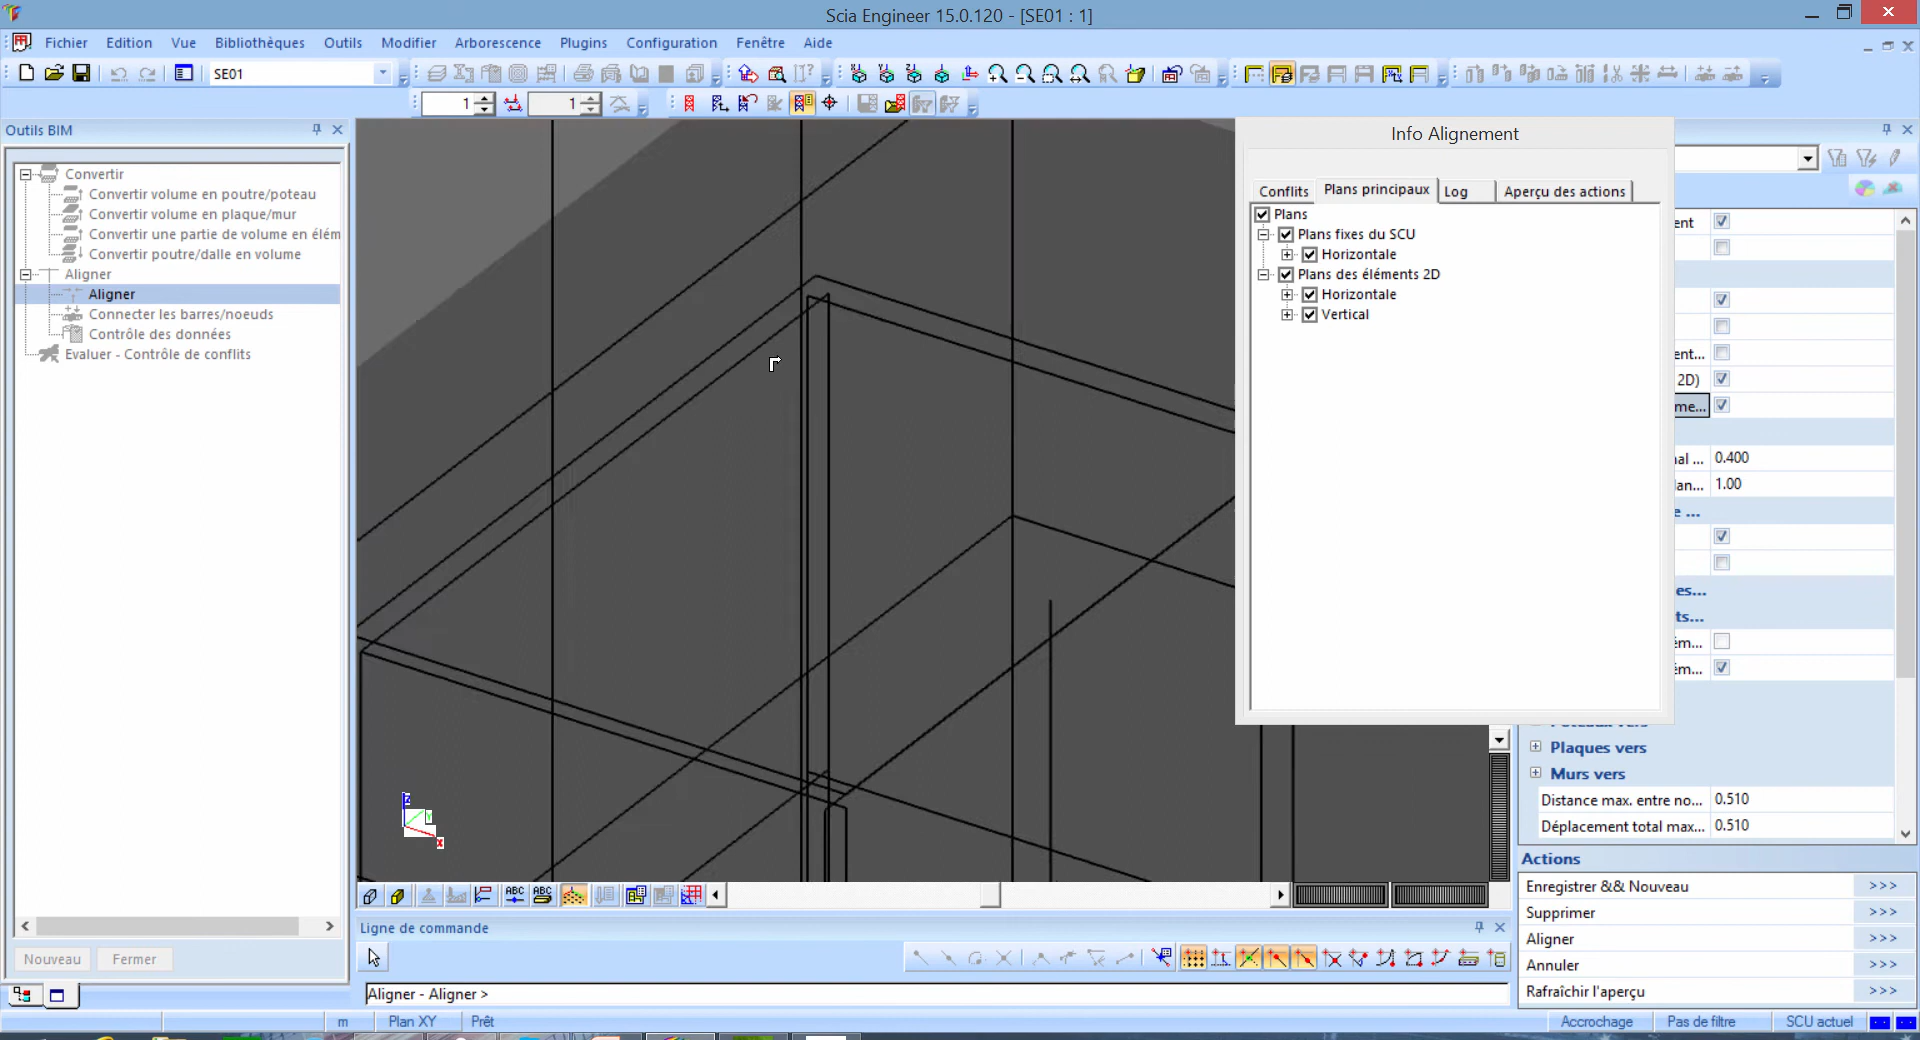 Scia Engineer 15.0.120 - [SE01 : 1]
Fichier Edition Vue Bibliothèques Outils Modifier Arborescence Plugins Configuration Fenêtre Aide
SE01
1 1
Outils BIM
Convertir
Convertir volume en poutre/poteau
Convertir volume en plaque/mur
Convertir une partie de volume en élém
Convertir poutre/dalle en volume
Aligner
Aligner
Connecter les barres/noeuds
Contrôle des données
Evaluer - Contrôle de conflits
Nouveau Fermer
Info Alignement
Conflits Plans principaux Log Aperçu des actions
Plans
Plans fixes du SCU
Horizontale
Plans des éléments 2D
Horizontale
Vertical
ent
ent...
2D)
me...
al ... 0.400
an... 1.00
e ...
es...
ts...
ém...
ém...
Plaques vers
Murs vers
Distance max. entre no... 0.510
Déplacement total max... 0.510
Actions
Enregistrer && Nouveau >>>
Supprimer >>>
Aligner >>>
Annuler >>>
Rafraîchir l'aperçu >>>
Z
Y
X
ABC ABC
Ligne de commande
Aligner - Aligner >
m Plan XY Prêt Accrochage Pas de filtre SCU actuel